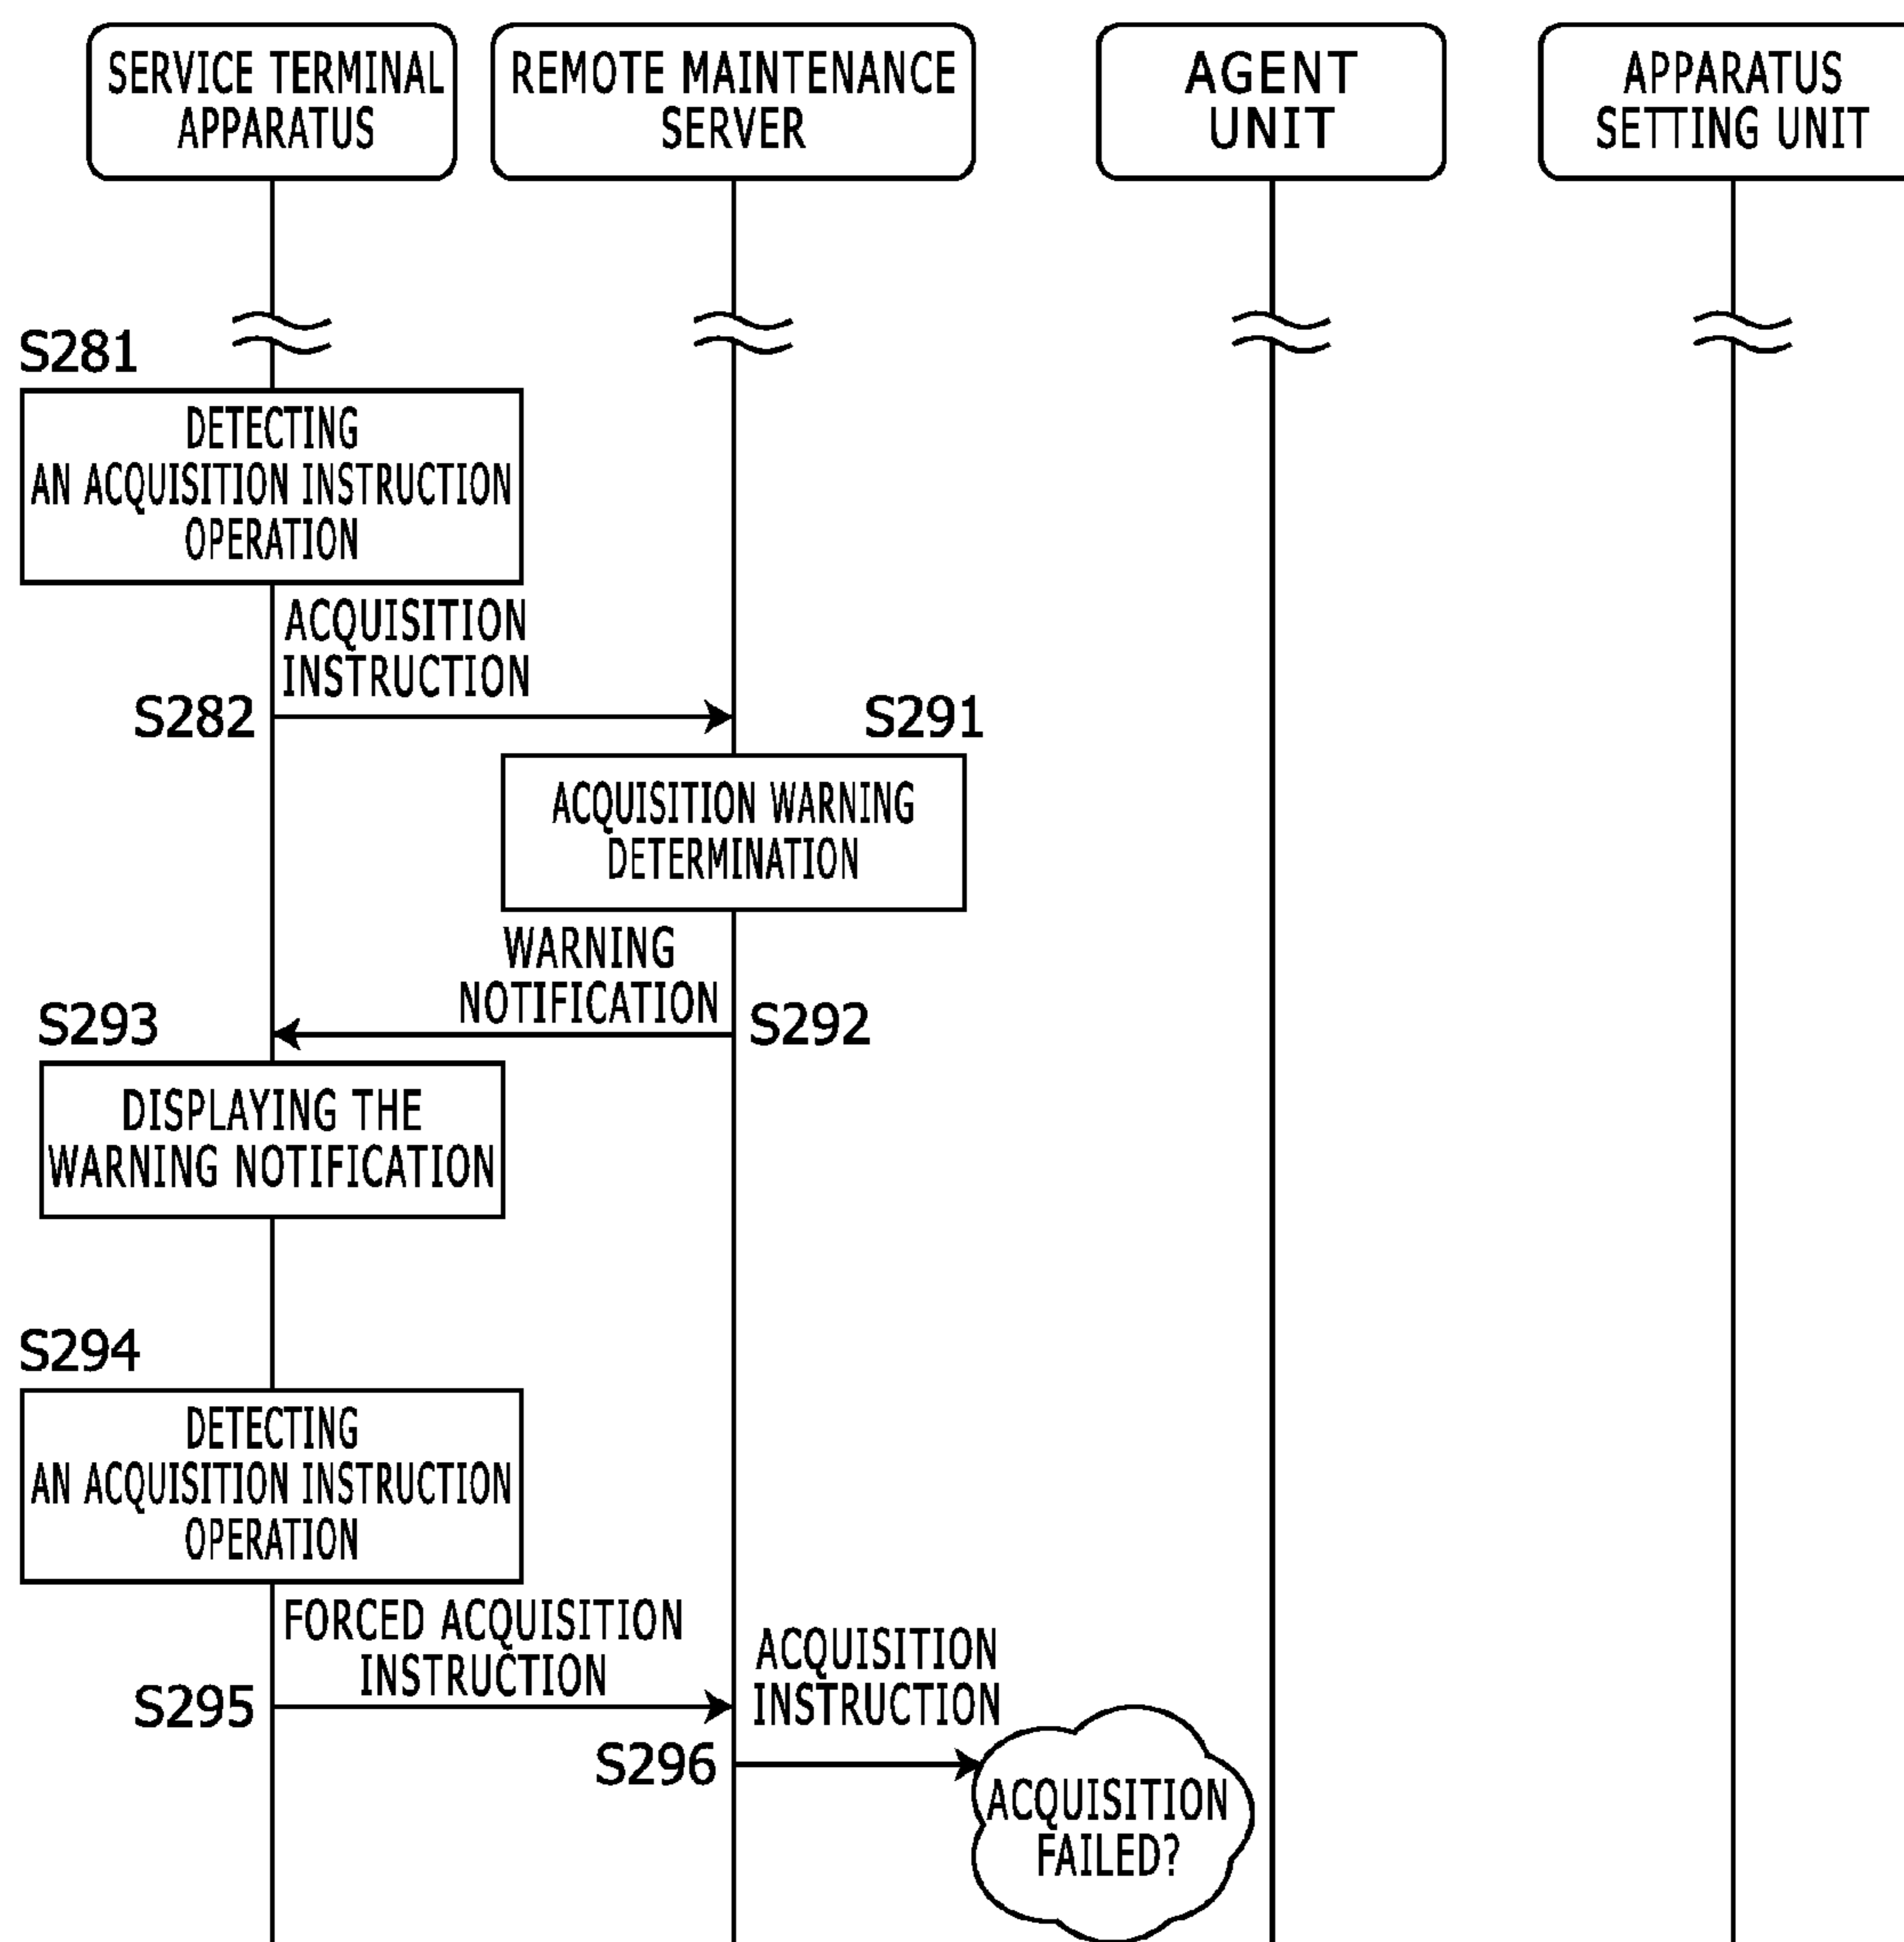 SERVICE TERMINAL
APPARATUS
REMOTE MAINTENANCE
SERVER
AGENT
UNIT
APPARATUS
SETTING UNIT
S281
DETECTING
AN ACQUISITION INSTRUCTION
OPERATION
ACQUISITION
INSTRUCTION
S282
S291
ACQUISITION WARNING
DETERMINATION
WARNING
NOTIFICATION
S293
S292
DISPLAYING THE
WARNING NOTIFICATION
S294
DETECTING
AN ACQUISITION INSTRUCTION
OPERATION
FORCED ACQUISITION
INSTRUCTION
S295
ACQUISITION
INSTRUCTION
S296
ACQUISITION
FAILED?